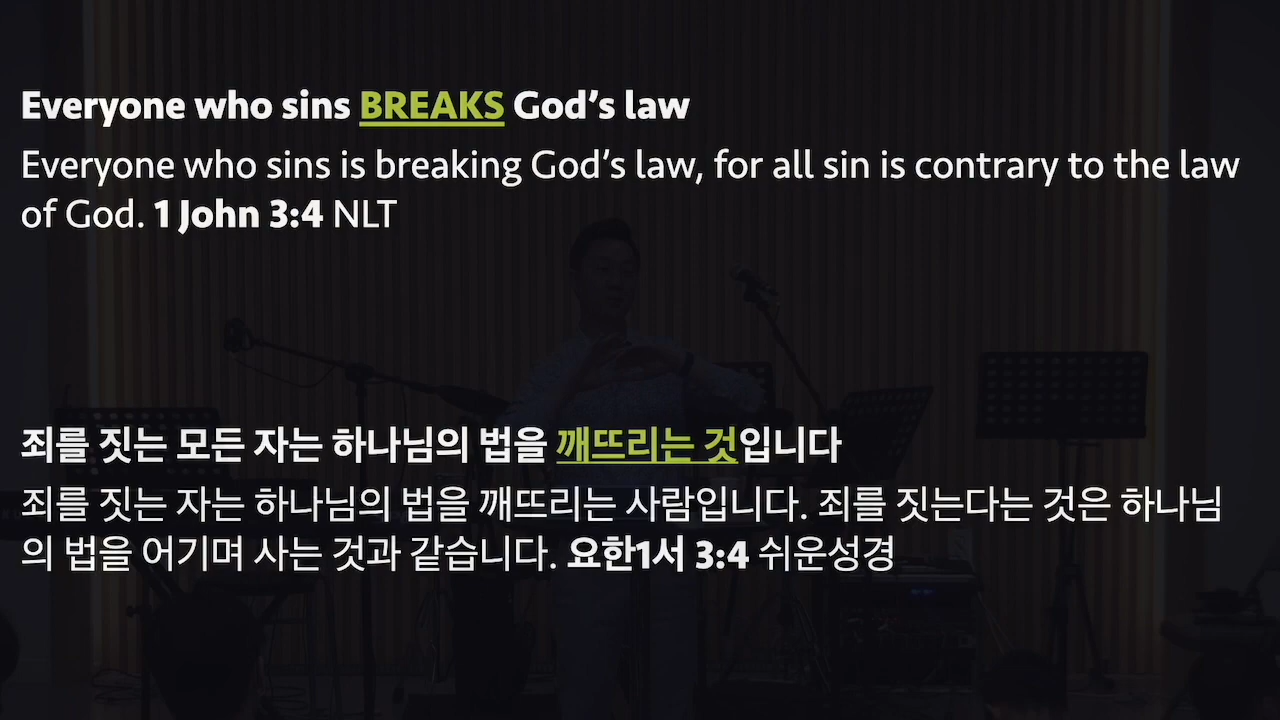 Everyone who sins BREAKS God’s law
Everyone who sins is breaking God’s law, for all sin is contrary to the law
of God. 1 John 3:4 NLT
죄를 짓는 모든 자는 하나님의 법을 깨뜨리는 것입니다
죄를 짓는 자는 하나님의 법을 깨뜨리는 사람입니다. 죄를 짓는다는 것은 하나님
의 법을 어기며 사는 것과 같습니다. 요한1서 3:4 쉬운성경